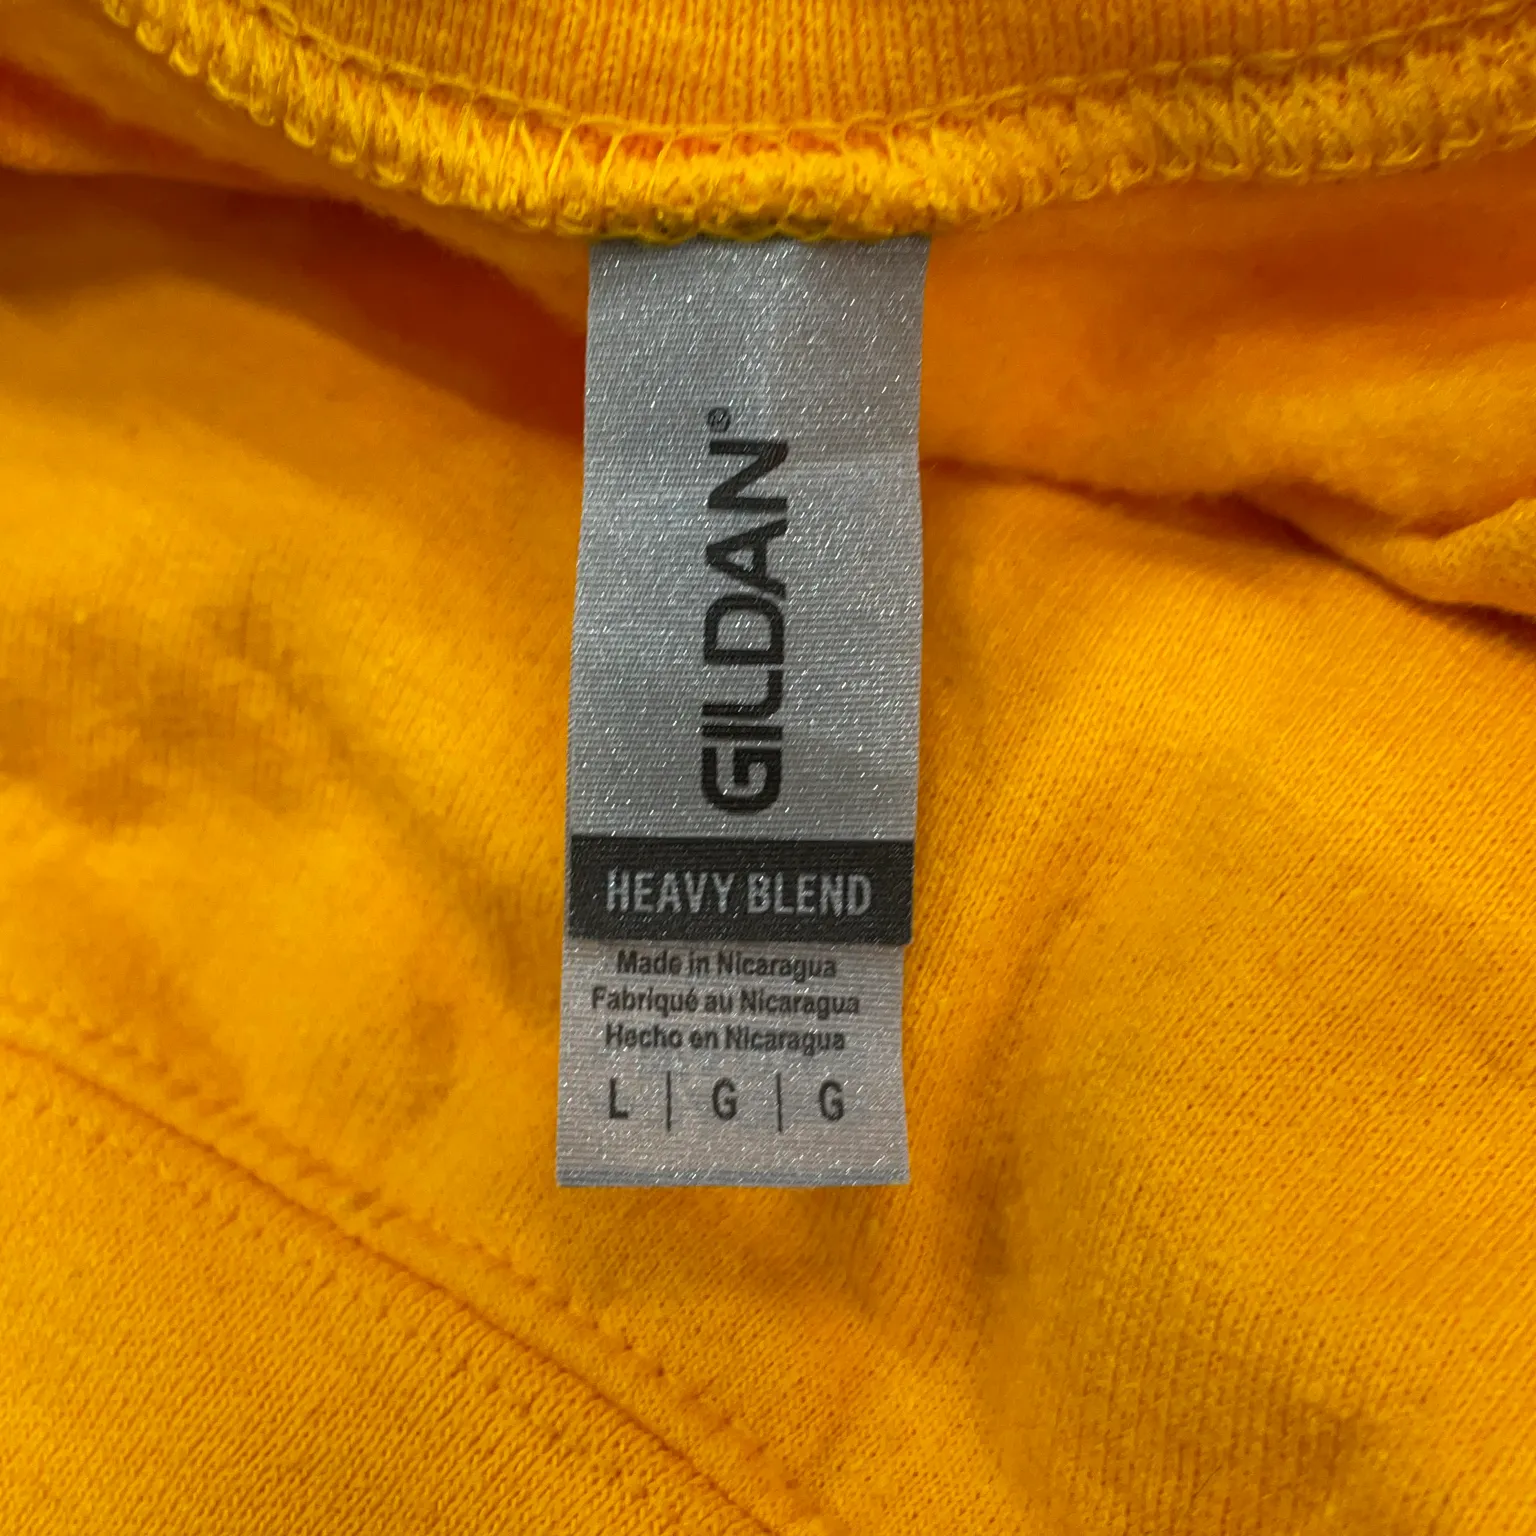 GILDAN®
HEAVY BLEND
Made in Nicaragua
Fabriqué au Nicaragua
Hecho en Nicaragua
L | G | G